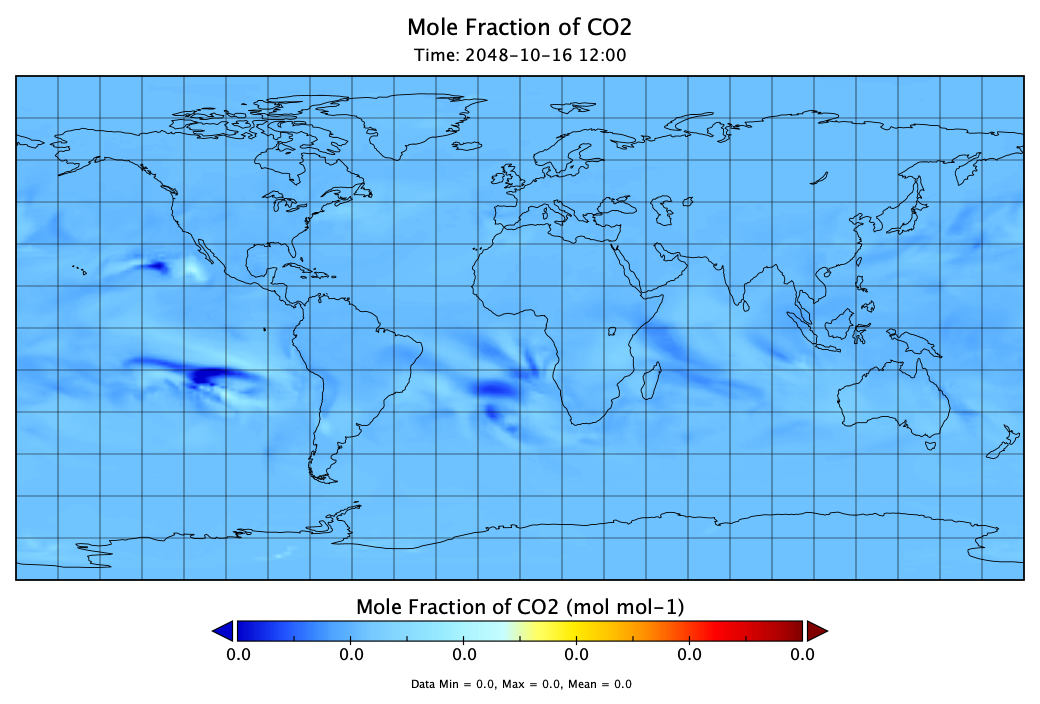 Mole Fraction of CO2
Time: 2048-10-16 12:00
Mole Fraction of CO2 (mol mol-1)
0.0 0.0 0.0 0.0 0.0 0.0
Data Min = 0.0, Max = 0.0, Mean = 0.0